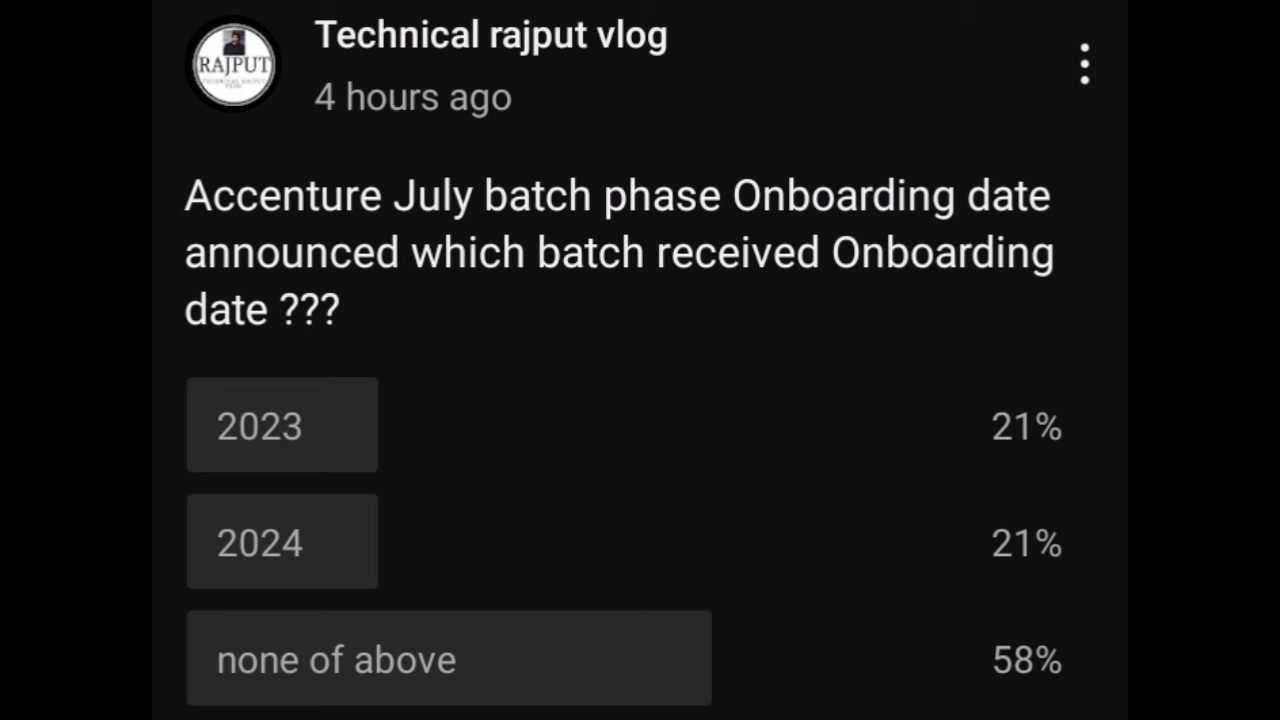 Technical rajput vlog
RAJPUT
4 hours ago
Accenture July batch phase Onboarding date
announced which batch received Onboarding
date ???
2023 21%
2024 21%
none of above 58%